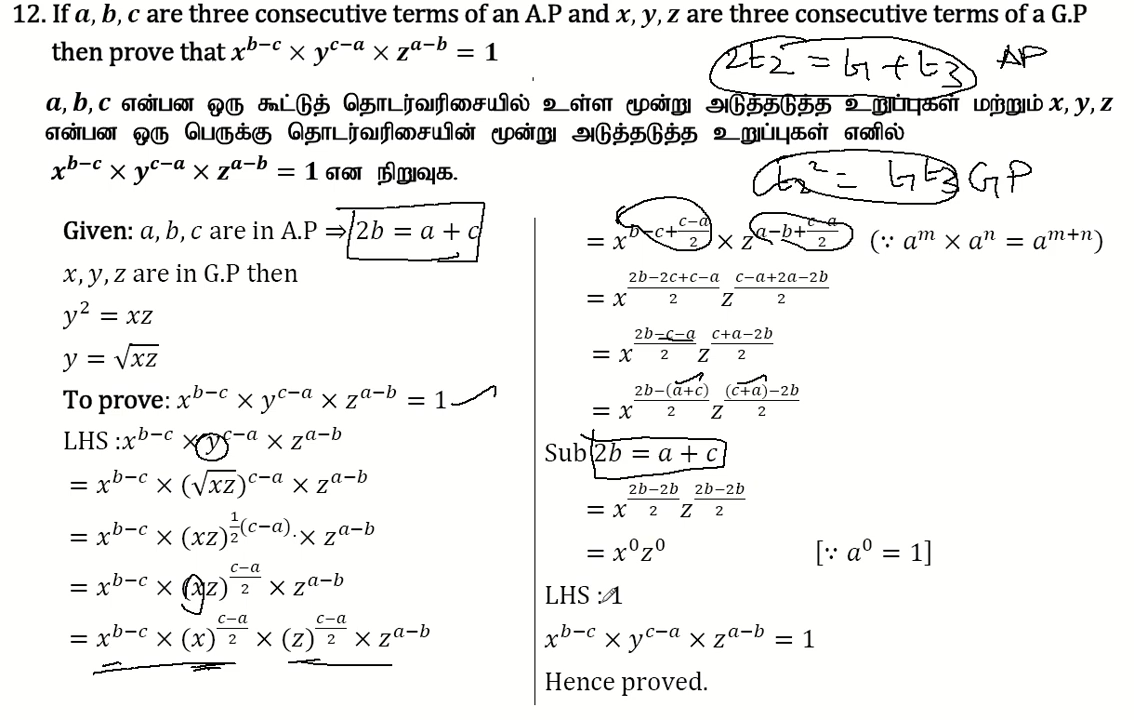 12. If a, b, c are three consecutive terms of an A.P and x, y, z are three consecutive terms of a G.P
then prove that x^{b−c} × y^{c−a} × z^{a−b} = 1
2t₂ = t₁ + t₃ AP
a, b, c என்பன ஒரு கூட்டுத் தொடர்வரிசையில் உள்ள மூன்று அடுத்தடுத்த உறுப்புகள் மற்றும் x, y, z
என்பன ஒரு பெருக்கு தொடர்வரிசையின் மூன்று அடுத்தடுத்த உறுப்புகள் எனில்
x^{b−c} × y^{c−a} × z^{a−b} = 1 என நிறுவுக.
t₂² = t₁t₃ GP
Given: a, b, c are in A.P ⇒ 2b = a + c
x, y, z are in G.P then
y² = xz
y = √xz
To prove: x^{b−c} × y^{c−a} × z^{a−b} = 1
LHS :x^{b−c} × y^{c−a} × z^{a−b}
= x^{b−c} × (√xz)^{c−a} × z^{a−b}
= x^{b−c} × (xz)^{½(c−a)}. × z^{a−b}
= x^{b−c} × (xz)^{(c−a)/2} × z^{a−b}
= x^{b−c} × (x)^{(c−a)/2} × (z)^{(c−a)/2} × z^{a−b}
= x^{b−c+(c−a)/2} × z^{a−b+(c−a)/2} (∵ a^m × a^n = a^{m+n})
= x^{(2b−2c+c−a)/2} z^{(c−a+2a−2b)/2}
= x^{(2b−c−a)/2} z^{(c+a−2b)/2}
= x^{(2b−(a+c))/2} z^{((c+a)−2b)/2}
Sub 2b = a + c
= x^{(2b−2b)/2} z^{(2b−2b)/2}
= x⁰z⁰ [∵ a⁰ = 1]
LHS : 1
x^{b−c} × y^{c−a} × z^{a−b} = 1
Hence proved.